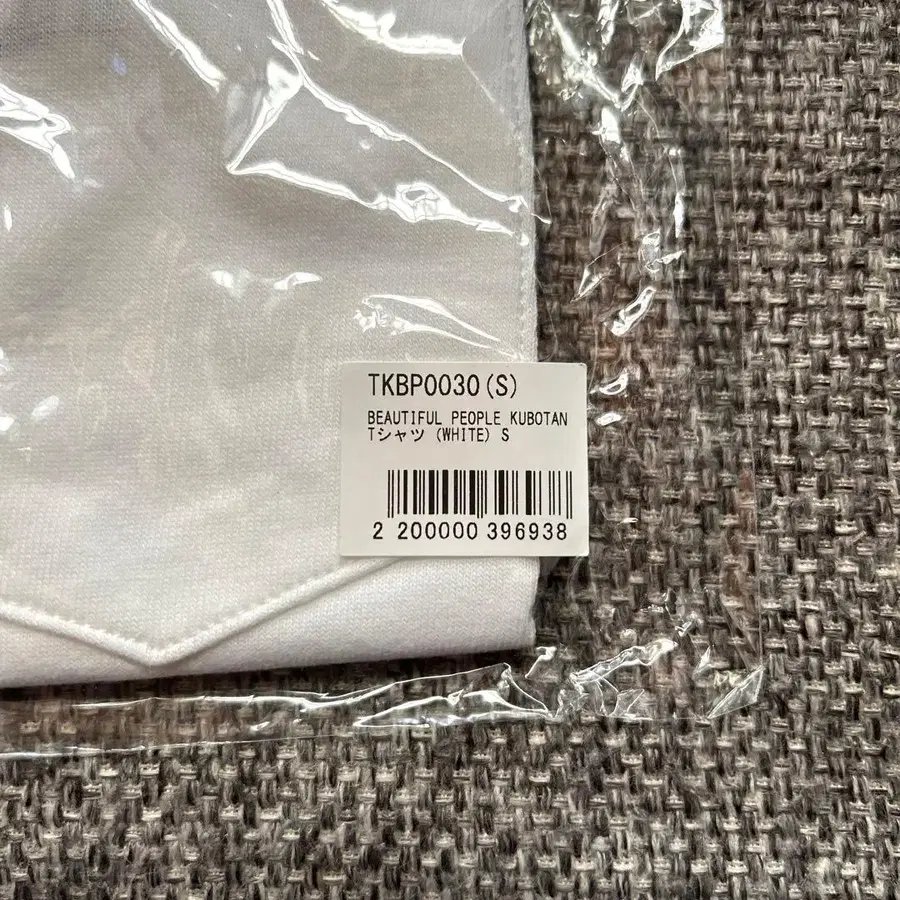 TKBP0030(S)
BEAUTIFUL PEOPLE KUBOTAN
Tシャツ (WHITE) S
2 200000 396938